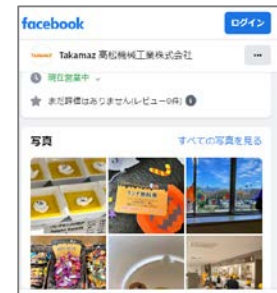 facebook
ログイン
Takamaz 高松機械工業株式会社
現在営業中
まだ評価はありません(レビュー0件)
写真
すべての写真を見る